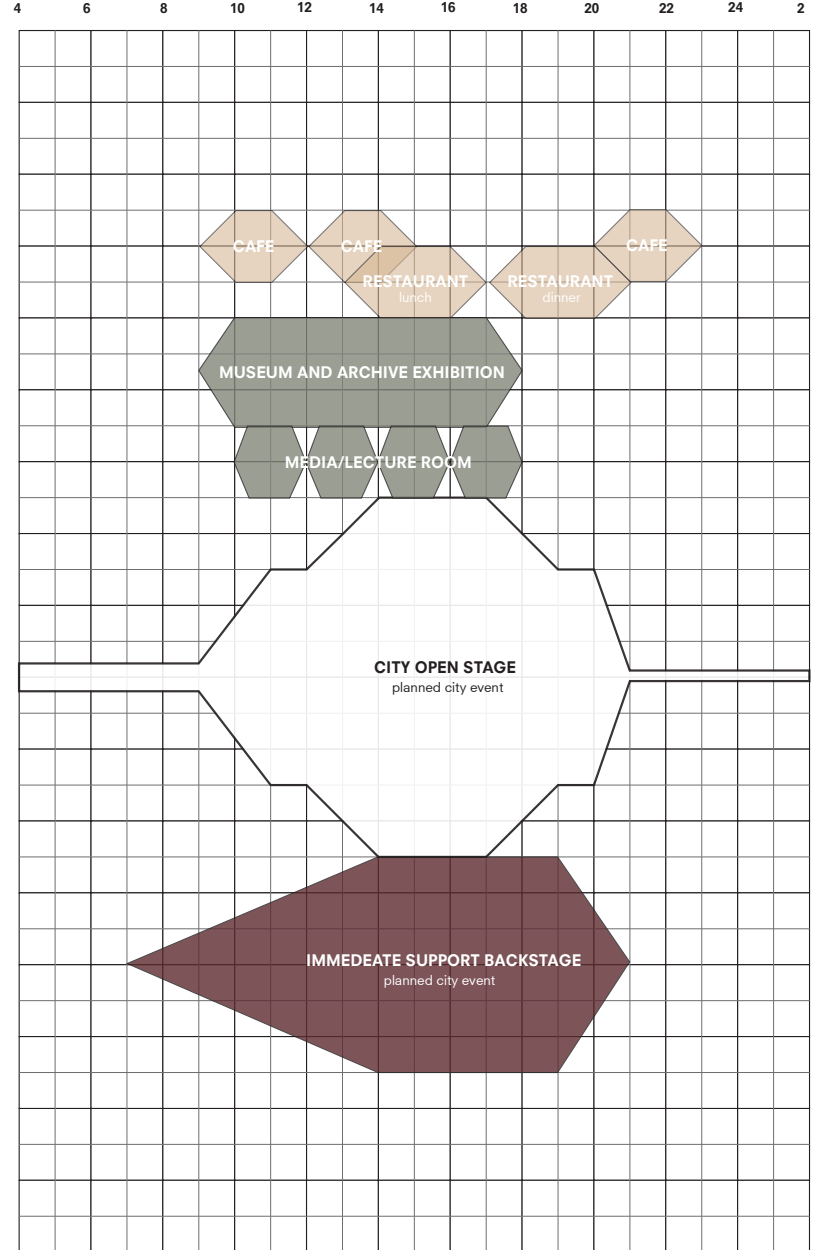 4 6 8 10 12 14 16 18 20 22 24 2
CAFE CAFE CAFE
RESTAURANT RESTAURANT
lunch dinner
MUSEUM AND ARCHIVE EXHIBITION
MEDIA/LECTURE ROOM
CITY OPEN STAGE
planned city event
IMMEDEATE SUPPORT BACKSTAGE
planned city event